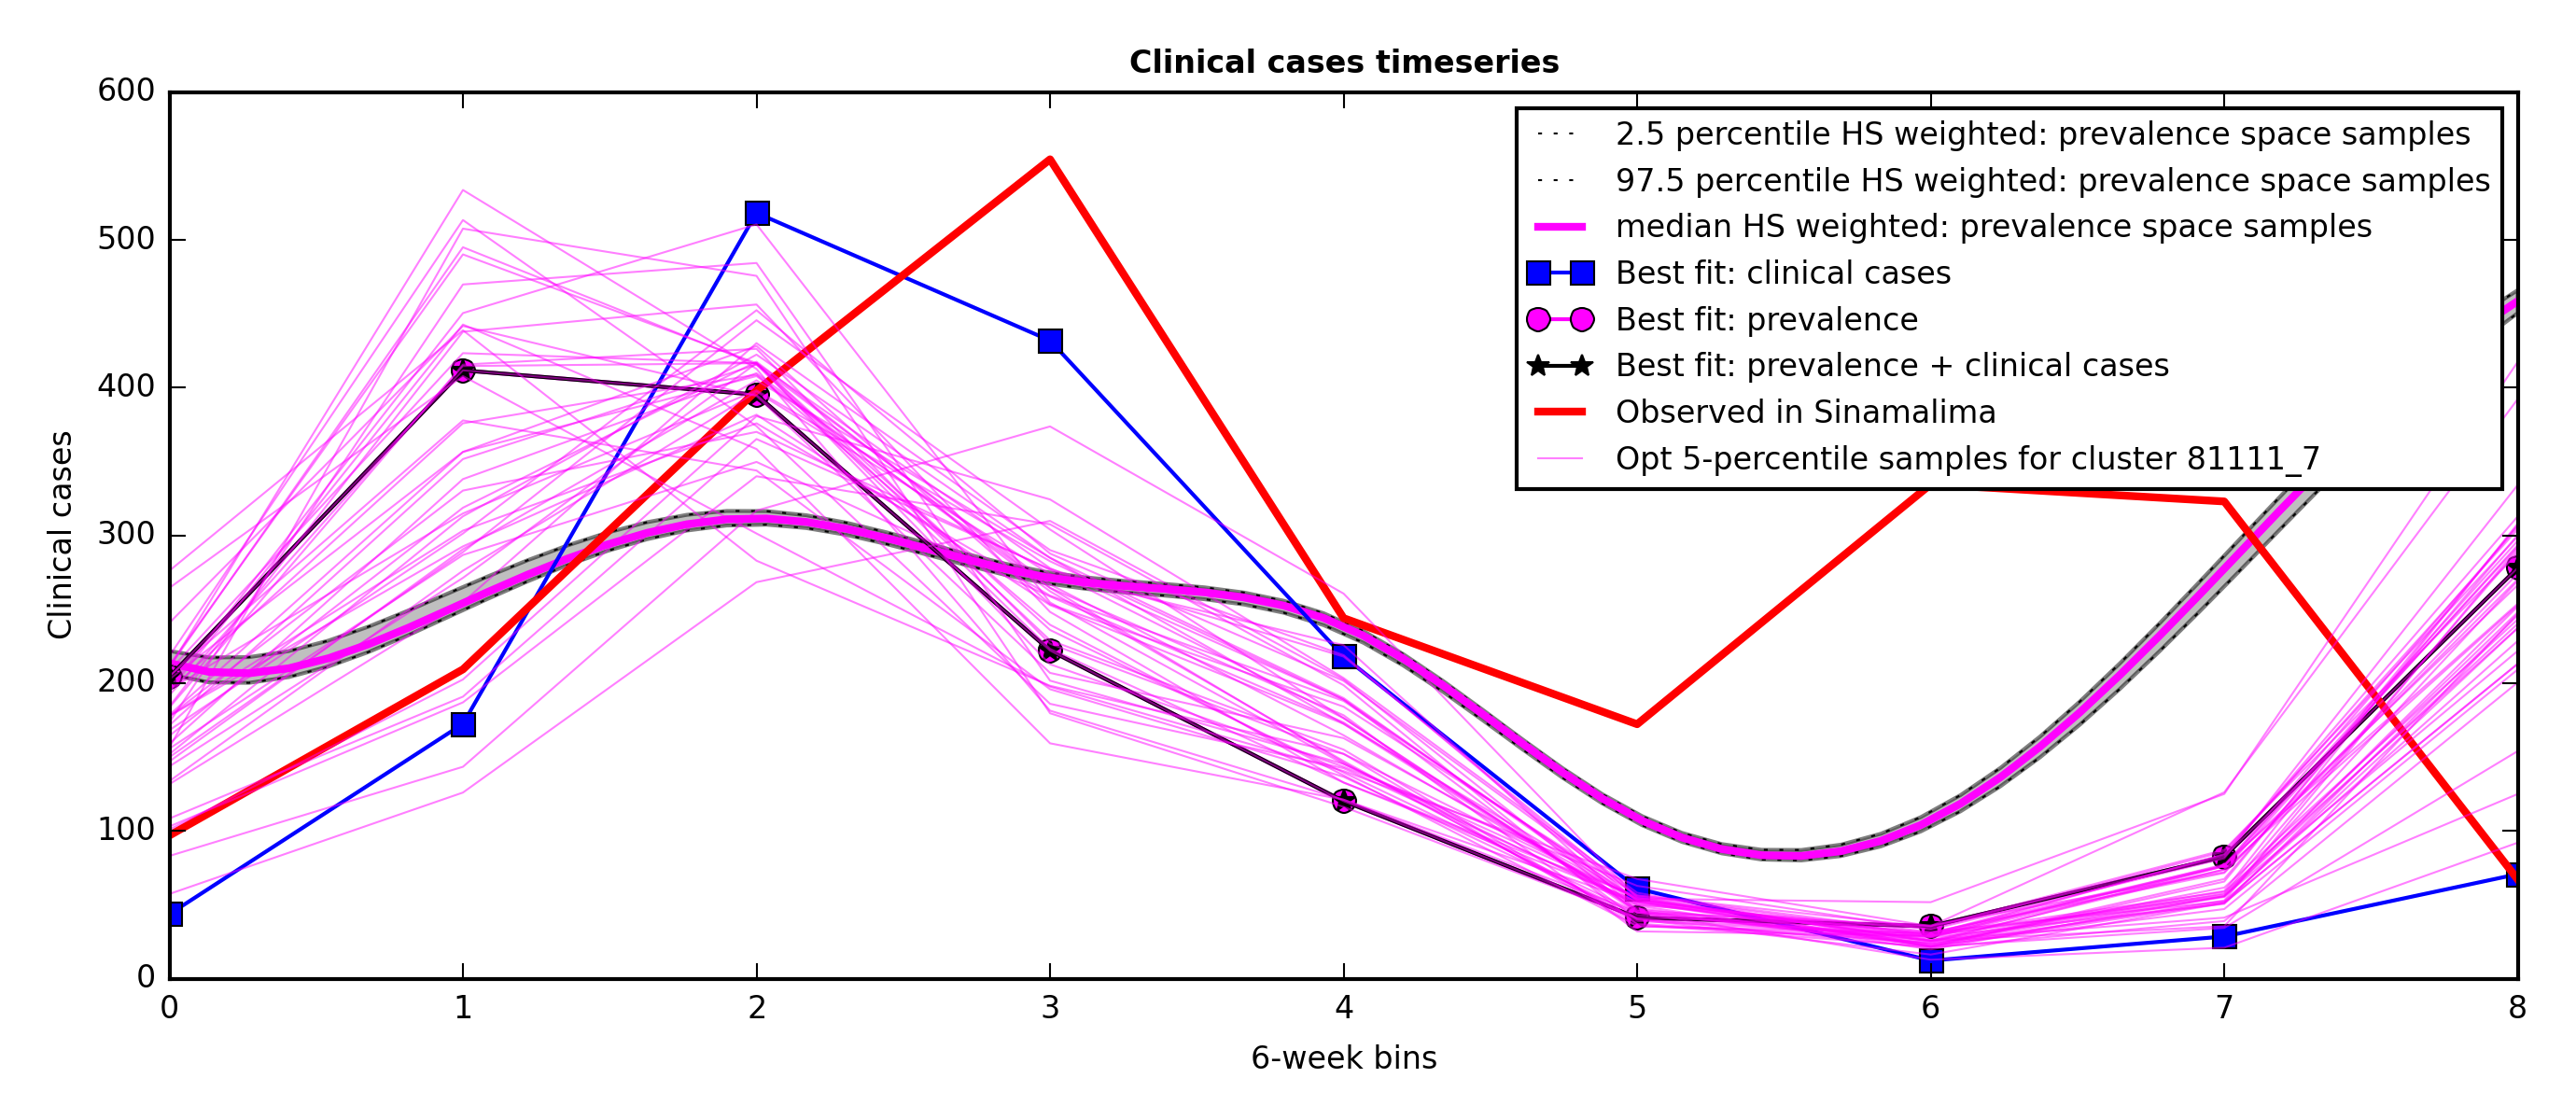 Clinical cases timeseries
600
500
400
300
200
100
0
Clinical cases
2.5 percentile HS weighted: prevalence space samples
97.5 percentile HS weighted: prevalence space samples
median HS weighted: prevalence space samples
Best fit: clinical cases
Best fit: prevalence
Best fit: prevalence + clinical cases
Observed in Sinamalima
Opt 5-percentile samples for cluster 81111_7
0 1 2 3 4 5 6 7 8
6-week bins